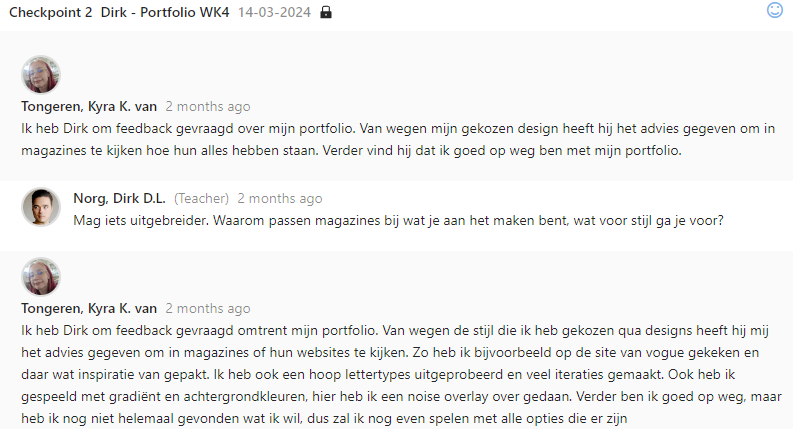 Checkpoint 2 Dirk - Portfolio WK4 14-03-2024
Tongeren, Kyra K. van 2 months ago
Ik heb Dirk om feedback gevraagd over mijn portfolio. Van wegen mijn gekozen design heeft hij het advies gegeven om in
magazines te kijken hoe hun alles hebben staan. Verder vind hij dat ik goed op weg ben met mijn portfolio.
Norg, Dirk D.L. (Teacher) 2 months ago
Mag iets uitgebreider. Waarom passen magazines bij wat je aan het maken bent, wat voor stijl ga je voor?
Tongeren, Kyra K. van 2 months ago
Ik heb Dirk om feedback gevraagd omtrent mijn portfolio. Van wegen de stijl die ik heb gekozen qua designs heeft hij mij
het advies gegeven om in magazines of hun websites te kijken. Zo heb ik bijvoorbeeld op de site van vogue gekeken en
daar wat inspiratie van gepakt. Ik heb ook een hoop lettertypes uitgeprobeerd en veel iteraties gemaakt. Ook heb ik
gespeeld met gradiënt en achtergrondkleuren, hier heb ik een noise overlay over gedaan. Verder ben ik goed op weg, maar
heb ik nog niet helemaal gevonden wat ik wil, dus zal ik nog even spelen met alle opties die er zijn